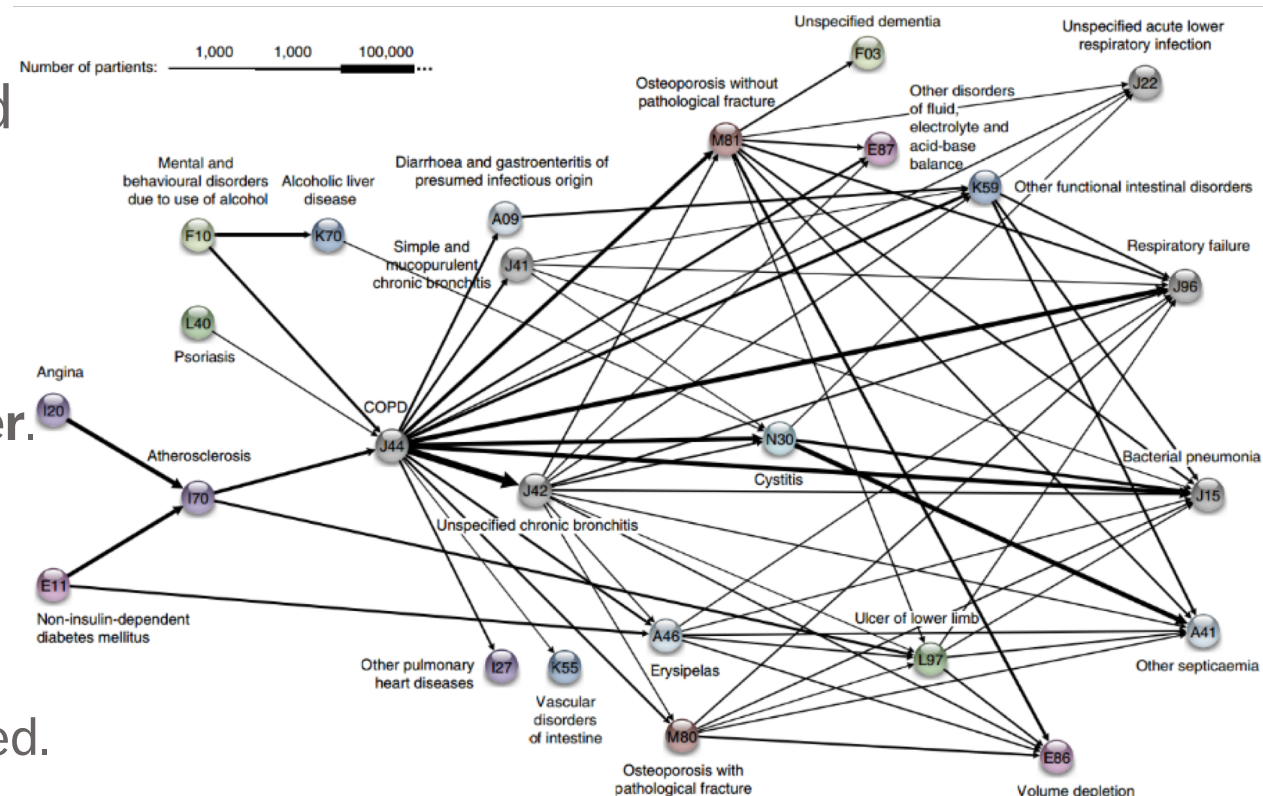 1,000 1,000 100,000
Number of partients:
...
d
er.
ed.
Unspecified dementia
F03
Unspecified acute lower
respiratory infection
J22
Osteoporosis without
pathological fracture
M81
Other disorders
of fluid,
electrolyte and
acid-base
balance
E87
Mental and
behavioural disorders
due to use of alcohol
F10
Alcoholic liver
disease
K70
Diarrhoea and gastroenteritis of
presumed infectious origin
A09
K59
Other functional intestinal disorders
Simple and
mucopurulent
chronic bronchitis
J41
Respiratory failure
J96
L40
Psoriasis
Angina
I20
COPD
J44
Atherosclerosis
I70
N30
Cystitis
Bacterial pneumonia
J15
J42
Unspecified chronic bronchitis
E11
Non-insulin-dependent
diabetes mellitus
A46
Erysipelas
Ulcer of lower limb
L97
A41
Other septicaemia
Other pulmonary
heart diseases
I27
K55
Vascular
disorders
of intestine
M80
Osteoporosis with
pathological fracture
E86
Volume depletion